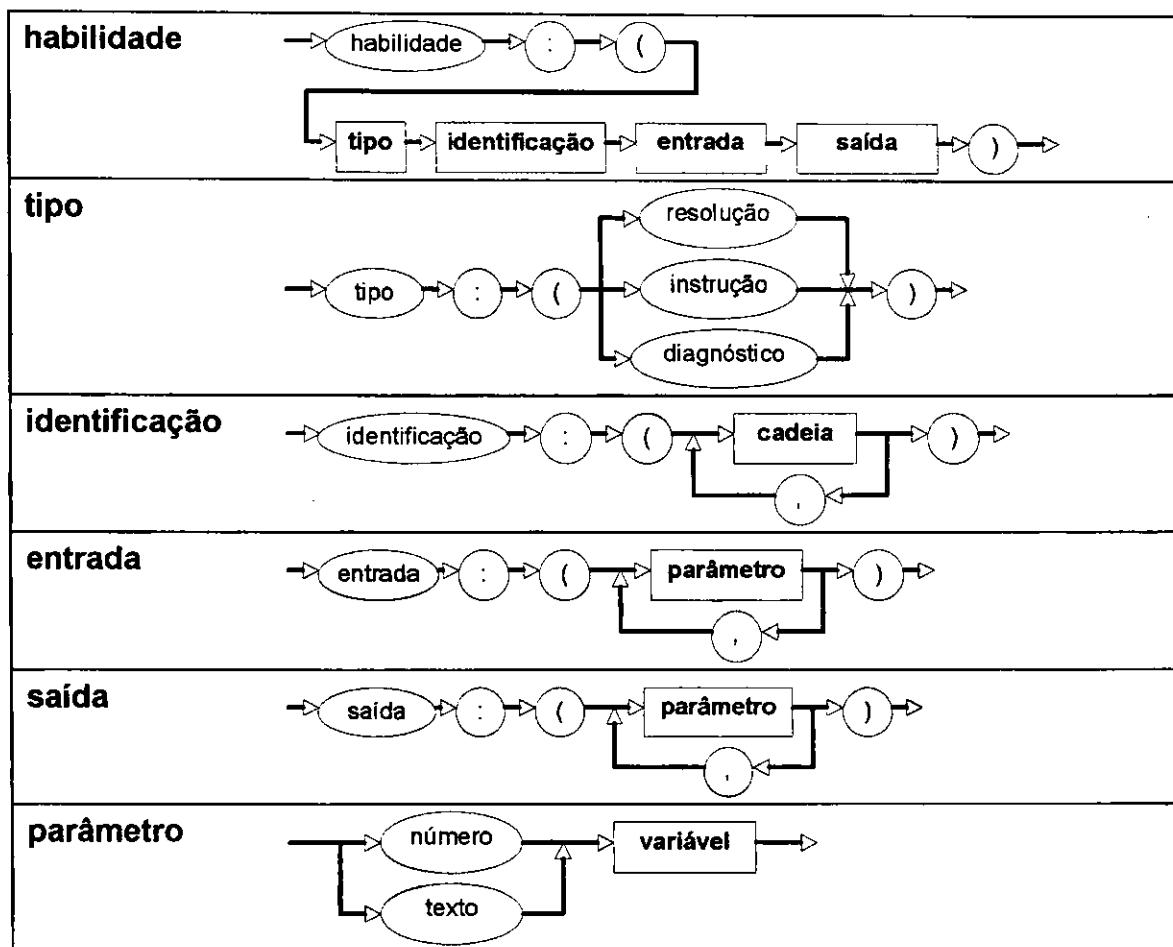 habilidade
habilidade : (
tipo identificação entrada saída )
tipo
resolução
tipo : ( instrução )
diagnóstico
identificação
identificação : ( cadeia )
,
entrada
entrada : ( parâmetro )
,
saída
saída : ( parâmetro )
,
parâmetro
número variável
texto